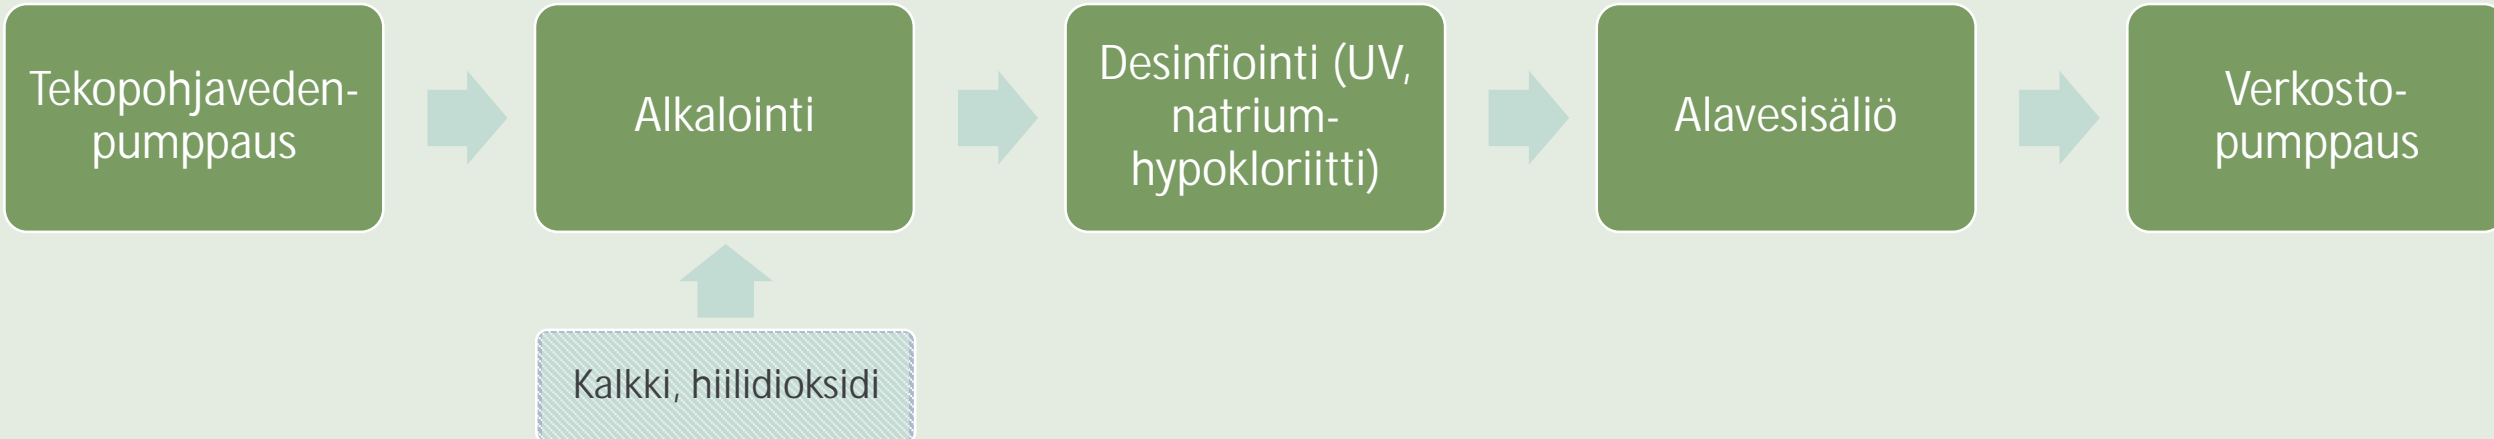 Tekopohjaveden-
pumppaus
Alkalointi
Desinfiointi (UV,
natrium-
hypokloriitti)
Alavesisäliö
Verkosto-
pumppaus
Kalkki, hiilidioksidi